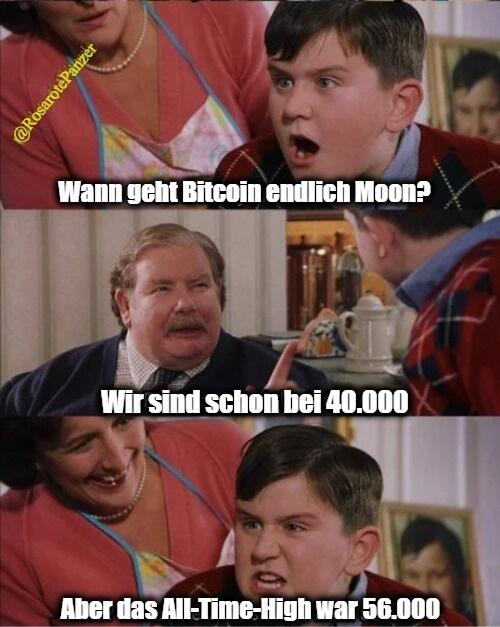 @RosarotePanzer
Wann geht Bitcoin endlich Moon?
Wir sind schon bei 40.000
Aber das All-Time-High war 56.000